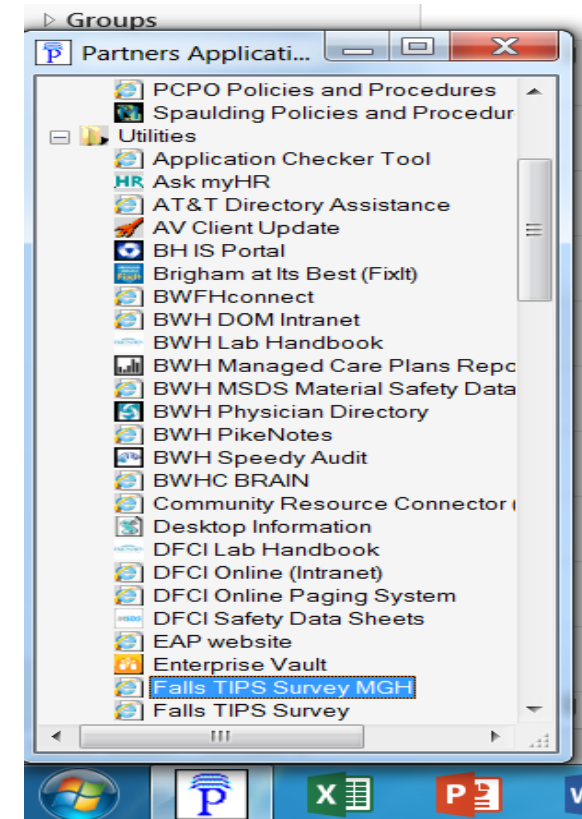 Groups
Partners Applicati...
PCPO Policies and Procedures
Spaulding Policies and Procedur
Utilities
Application Checker Tool
HR Ask myHR
AT&T Directory Assistance
AV Client Update
BH IS Portal
Brigham at Its Best (FixIt)
BWFHconnect
BWH DOM Intranet
BWH Lab Handbook
BWH Managed Care Plans Repo
BWH MSDS Material Safety Data
BWH Physician Directory
BWH PikeNotes
BWH Speedy Audit
BWHC BRAIN
Community Resource Connector (
Desktop Information
DFCI Lab Handbook
DFCI Online (Intranet)
DFCI Online Paging System
DFCI Safety Data Sheets
EAP website
Enterprise Vault
Falls TIPS Survey MGH
Falls TIPS Survey